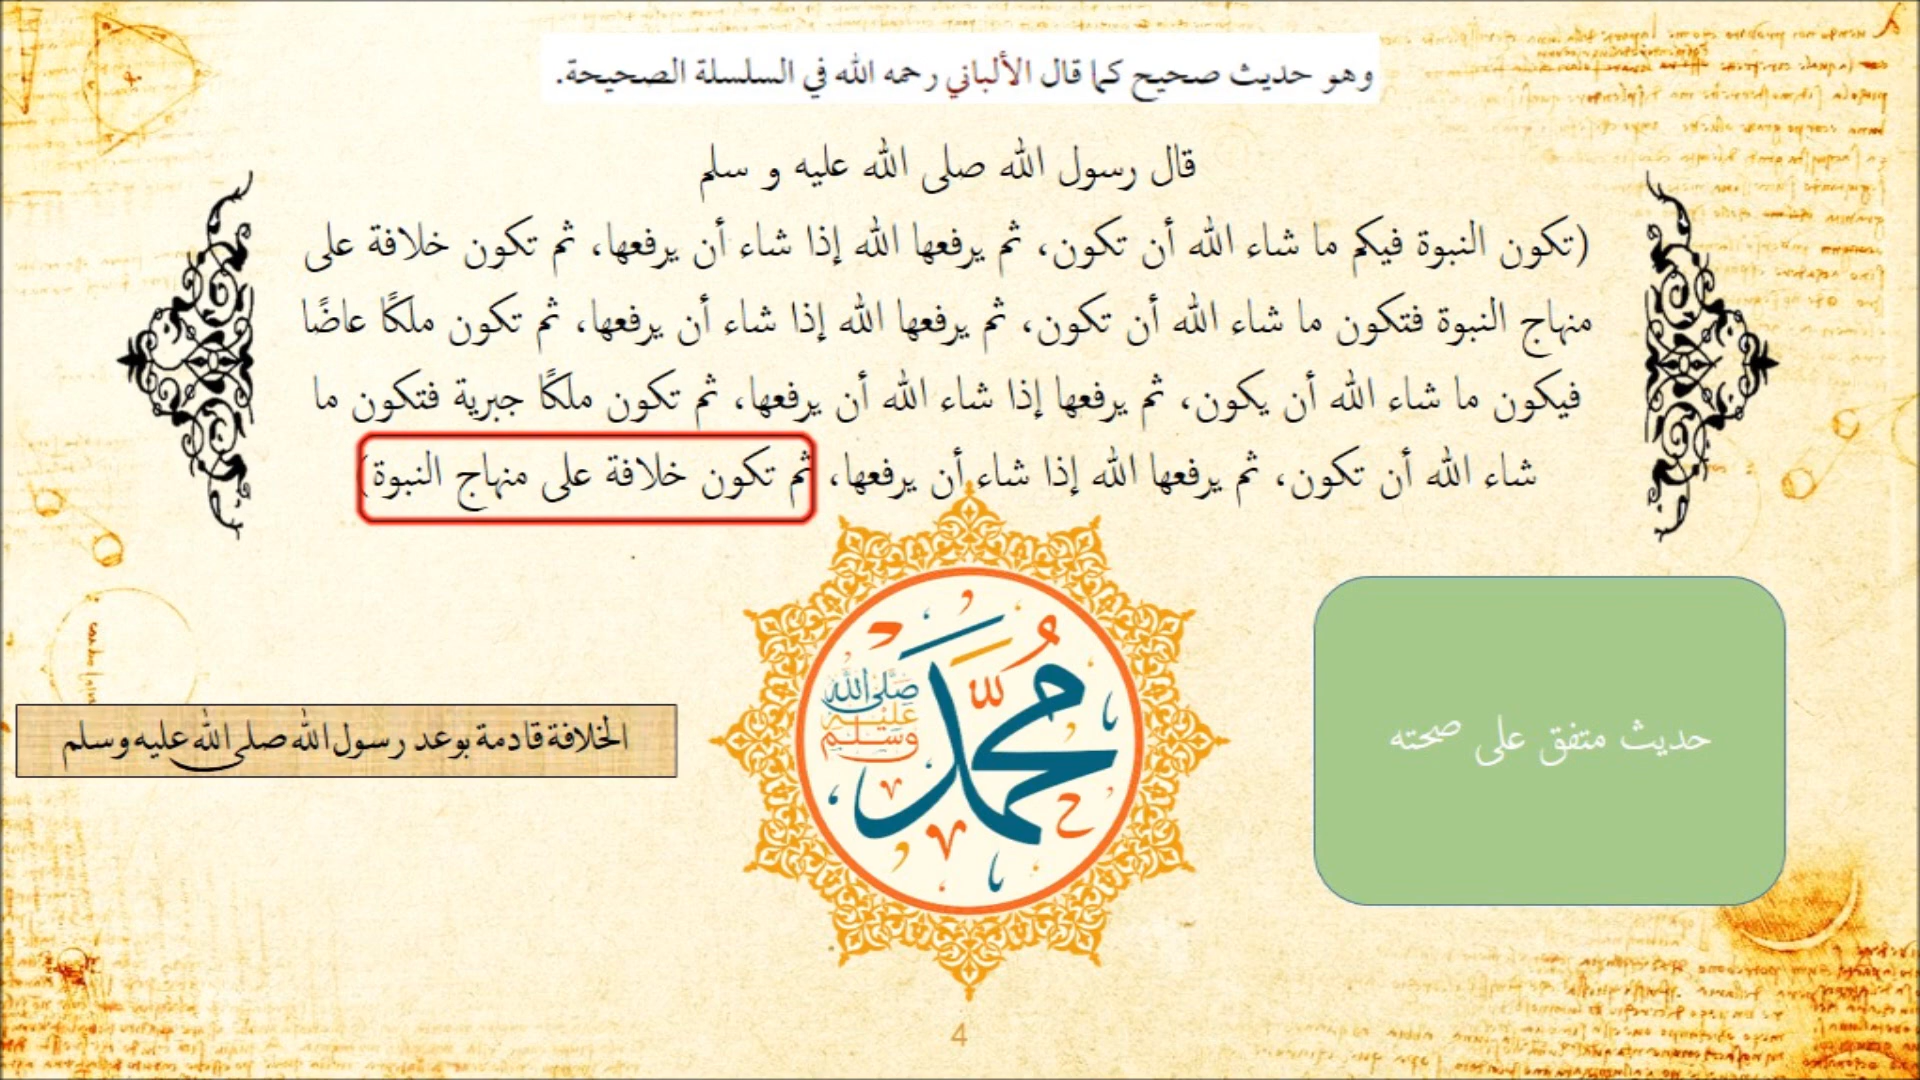 وهو حديث صحيح كما قال الألباني رحمه الله في السلسلة الصحيحة.
قال رسول الله صلى الله عليه و سلم
(تكون النبوة فيكم ما شاء الله أن تكون، ثم يرفعها الله إذا شاء أن يرفعها، ثم تكون خلافة على
منهاج النبوة فتكون ما شاء الله أن تكون، ثم يرفعها الله إذا شاء أن يرفعها، ثم تكون ملكًا عاضًا
فيكون ما شاء الله أن يكون، ثم يرفعها إذا شاء الله أن يرفعها، ثم تكون ملكًا جبرية فتكون ما
شاء الله أن تكون، ثم يرفعها الله إذا شاء أن يرفعها، ثم تكون خلافة على منهاج النبوة)
محمد
صلى الله
عليه
وسلم
حديث متفق على صحته
الخلافة قادمة بوعد رسول الله صلى الله عليه وسلم
4